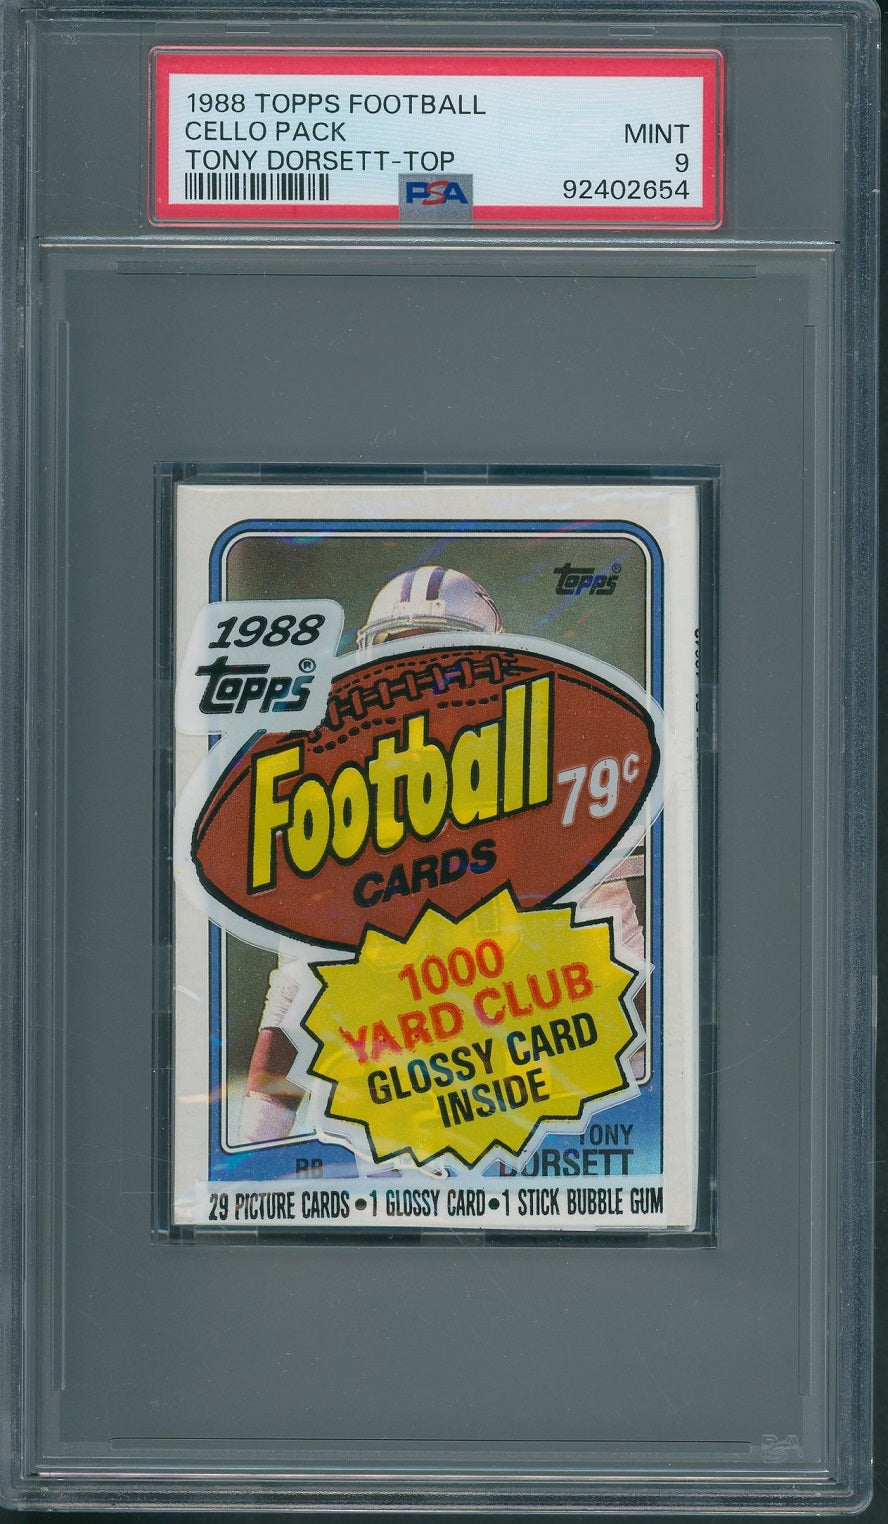 1988 TOPPS FOOTBALL
CELLO PACK
MINT
TONY DORSETT-TOP
9
PSA
92402654
topps®
1988
topps®
Football
79¢
CARDS
1000
YARD CLUB
GLOSSY CARD
INSIDE
TONY
DORSETT
RB
29 PICTURE CARDS • 1 GLOSSY CARD • 1 STICK BUBBLE GUM
PSA